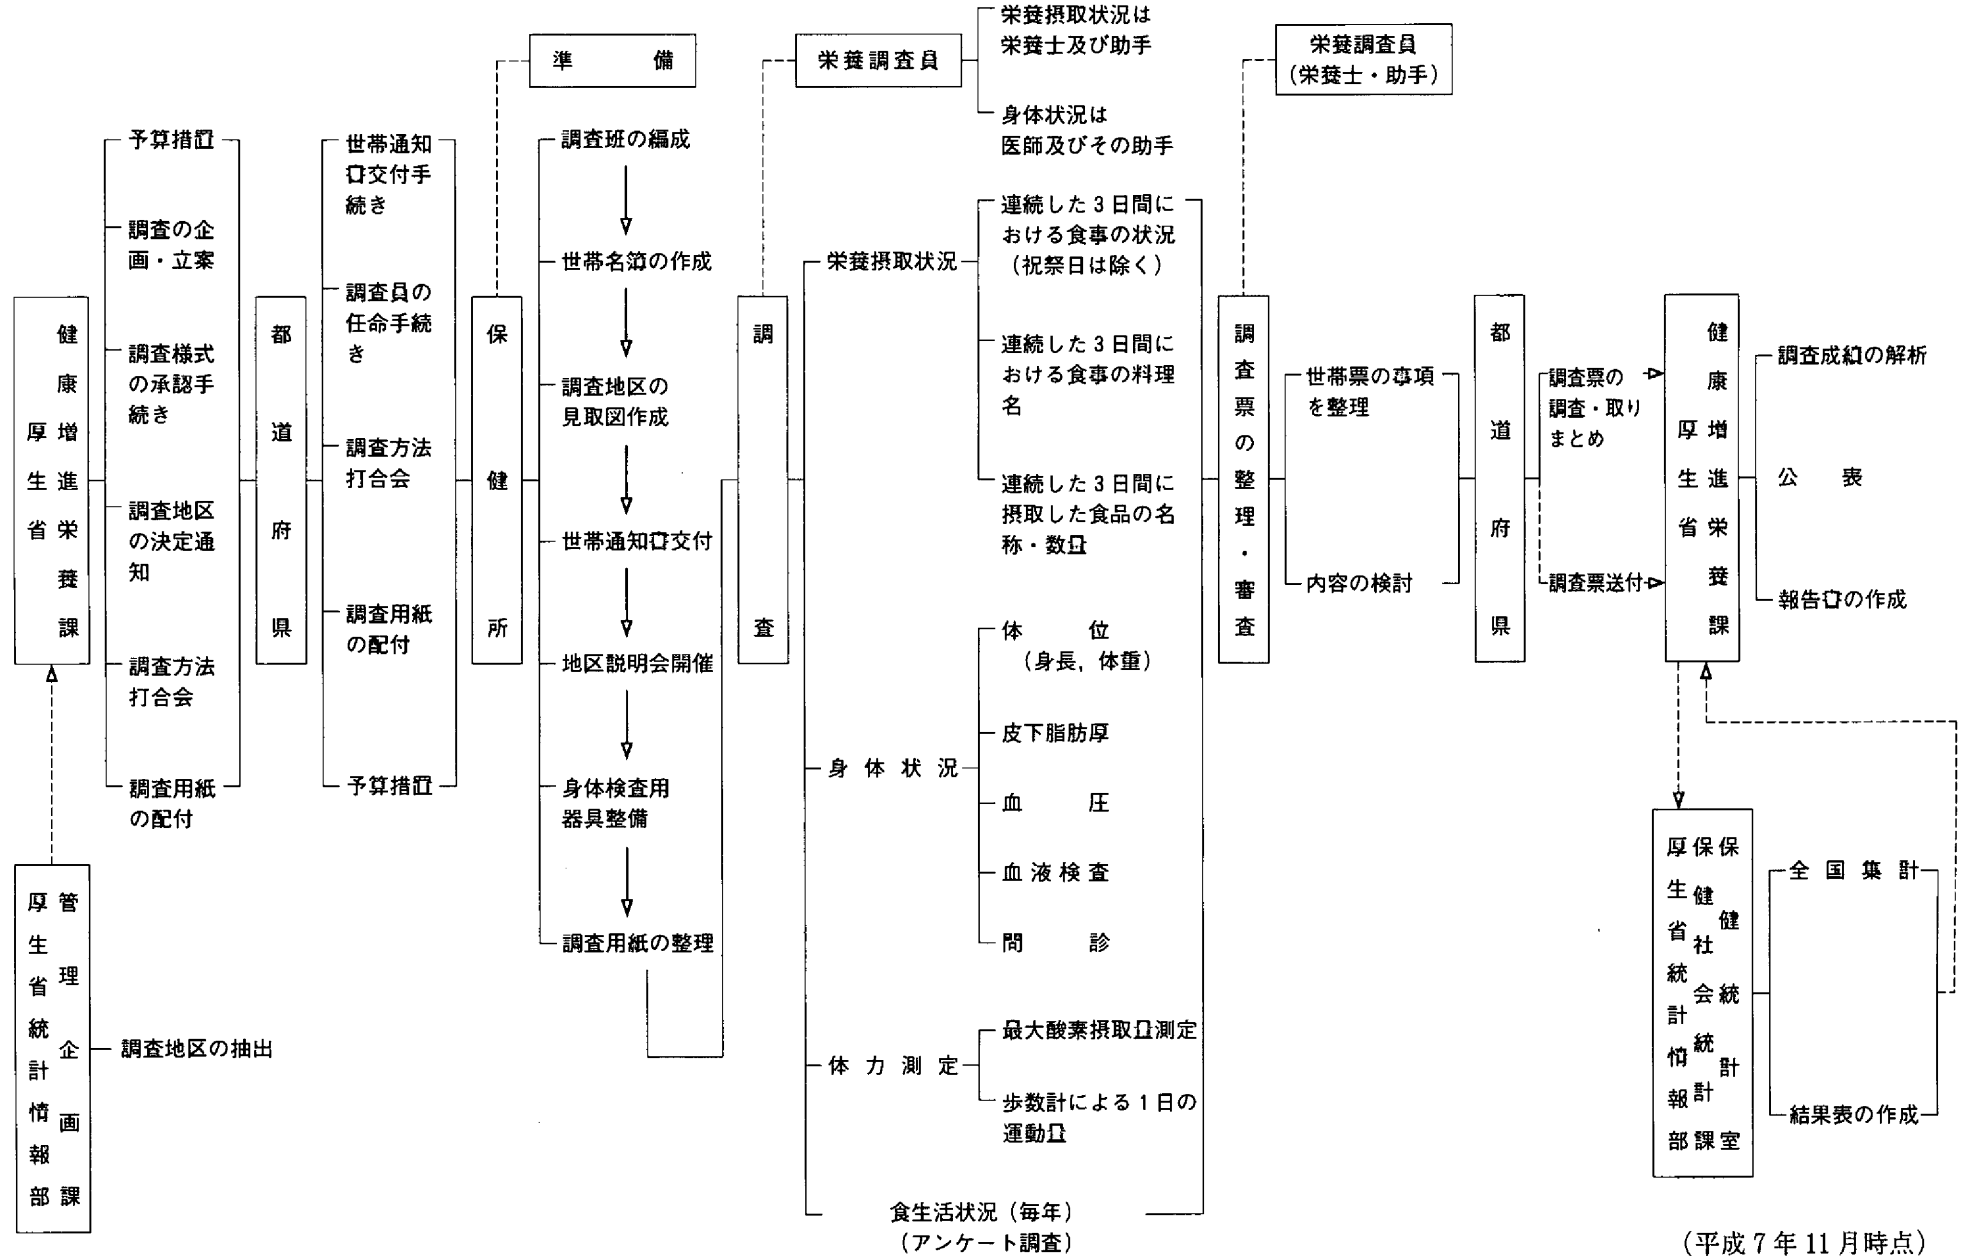 厚生省
健康増進栄養課
厚生省統計情報部
管理企画課
調査地区の抽出
予算措置
調査の企
画・立案
調査様式
の承認手
続き
調査地区
の決定通
知
調査方法
打合会
調査用紙
の配付
都道府県
世帯通知
書交付手
続き
調査員の
任命手続
き
調査方法
打合会
調査用紙
の配付
予算措置
保健所
準備
調査班の編成
世帯名簿の作成
調査地区の
見取図作成
世帯通知書交付
地区説明会開催
身体検査用
器具整備
調査用紙の整理
調査
栄養調査員
栄養摂取状況は
栄養士及び助手
身体状況は
医師及びその助手
栄養摂取状況
連続した3日間に
おける食事の状況
(祝祭日は除く)
連続した3日間に
おける食事の料理
名
連続した3日間に
摂取した食品の名
称・数量
身体状況
体位
(身長,体重)
皮下脂肪厚
血圧
血液検査
問診
体力測定
最大酸素摂取量測定
歩数計による1日の
運動量
食生活状況(毎年)
(アンケート調査)
調査票の整理・審査
栄養調査員
(栄養士・助手)
世帯票の事項
を整理
内容の検討
都道府県
調査票の
調査・取り
まとめ
調査票送付
厚生省
健康増進栄養課
調査成績の解析
公表
報告書の作成
厚生省統計情報部
保健社会統計課
保健統計室
全国集計
結果表の作成
(平成7年11月時点)